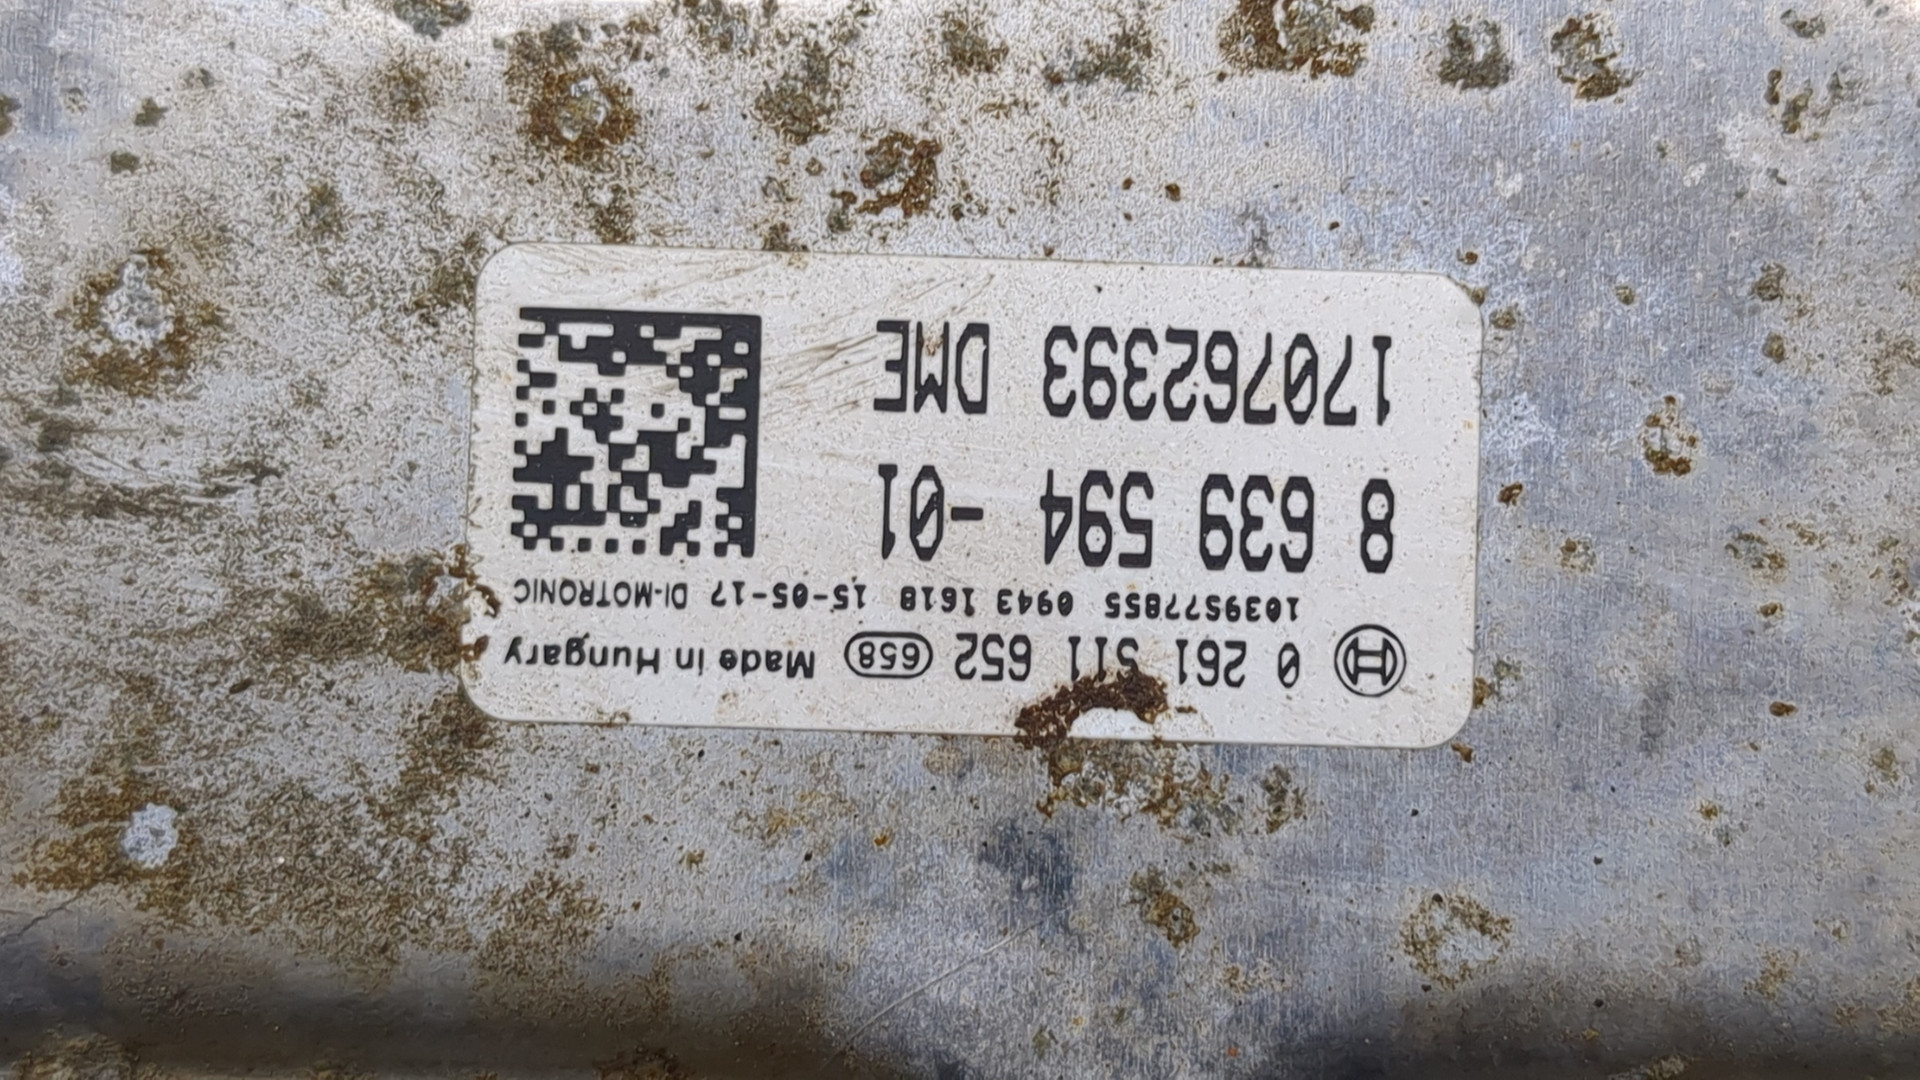 0 261 S11 652 658 Made in Hungary
1039S77855 0943 1618 15-05-17 DI-MOTRONIC
8 639 594 -01
170762393 DME